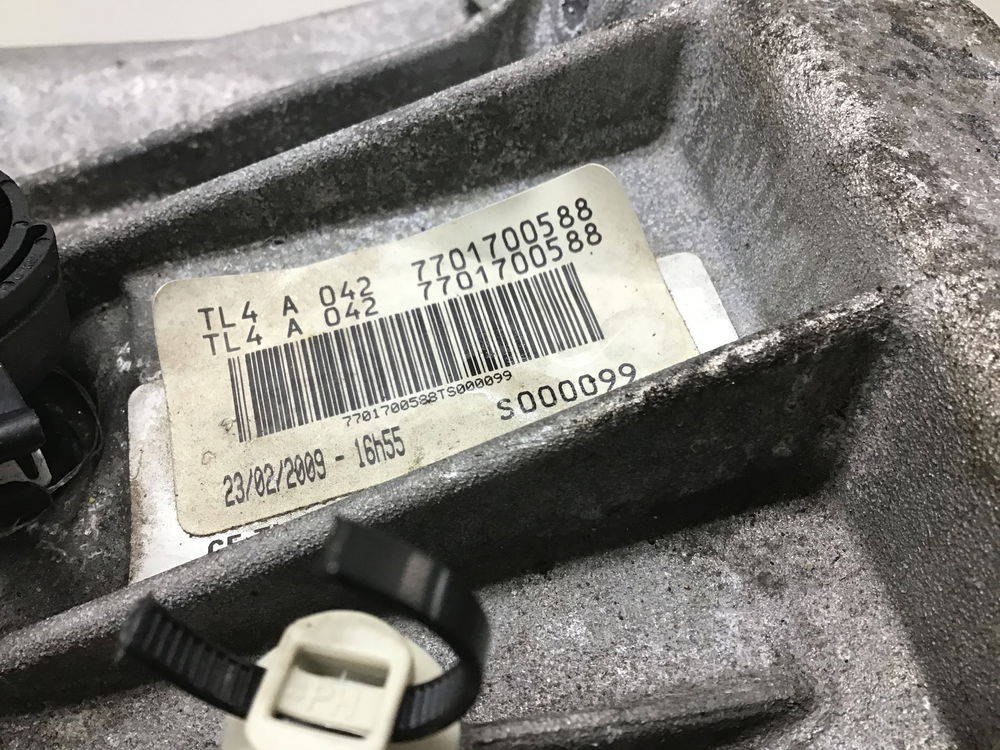 TL4 A 042 7701700588
TL4 A 042 7701700588
7701700588TS000099
S000099
23/02/2009 - 16h55